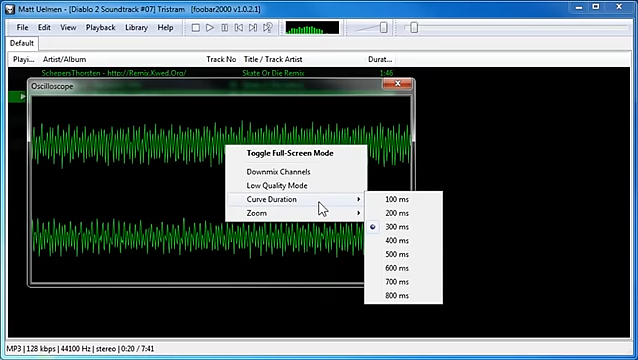 Matt Uelmen - [Diablo 2 Soundtrack #07] Tristram   [foobar2000 v1.0.2.1]
File Edit View Playback Library Help
Default
Playi... Artist/Album Track No Title / Track Artist Durat...
SchepersThorsten - http://Remix.Kwed.Org/ Skate Or Die Remix 1:46
Oscilloscope
Toggle Full-Screen Mode
Downmix Channels
Low Quality Mode
Curve Duration
Zoom
100 ms
200 ms
300 ms
400 ms
500 ms
600 ms
700 ms
800 ms
MP3 | 128 kbps | 44100 Hz | stereo | 0:20 / 7:41